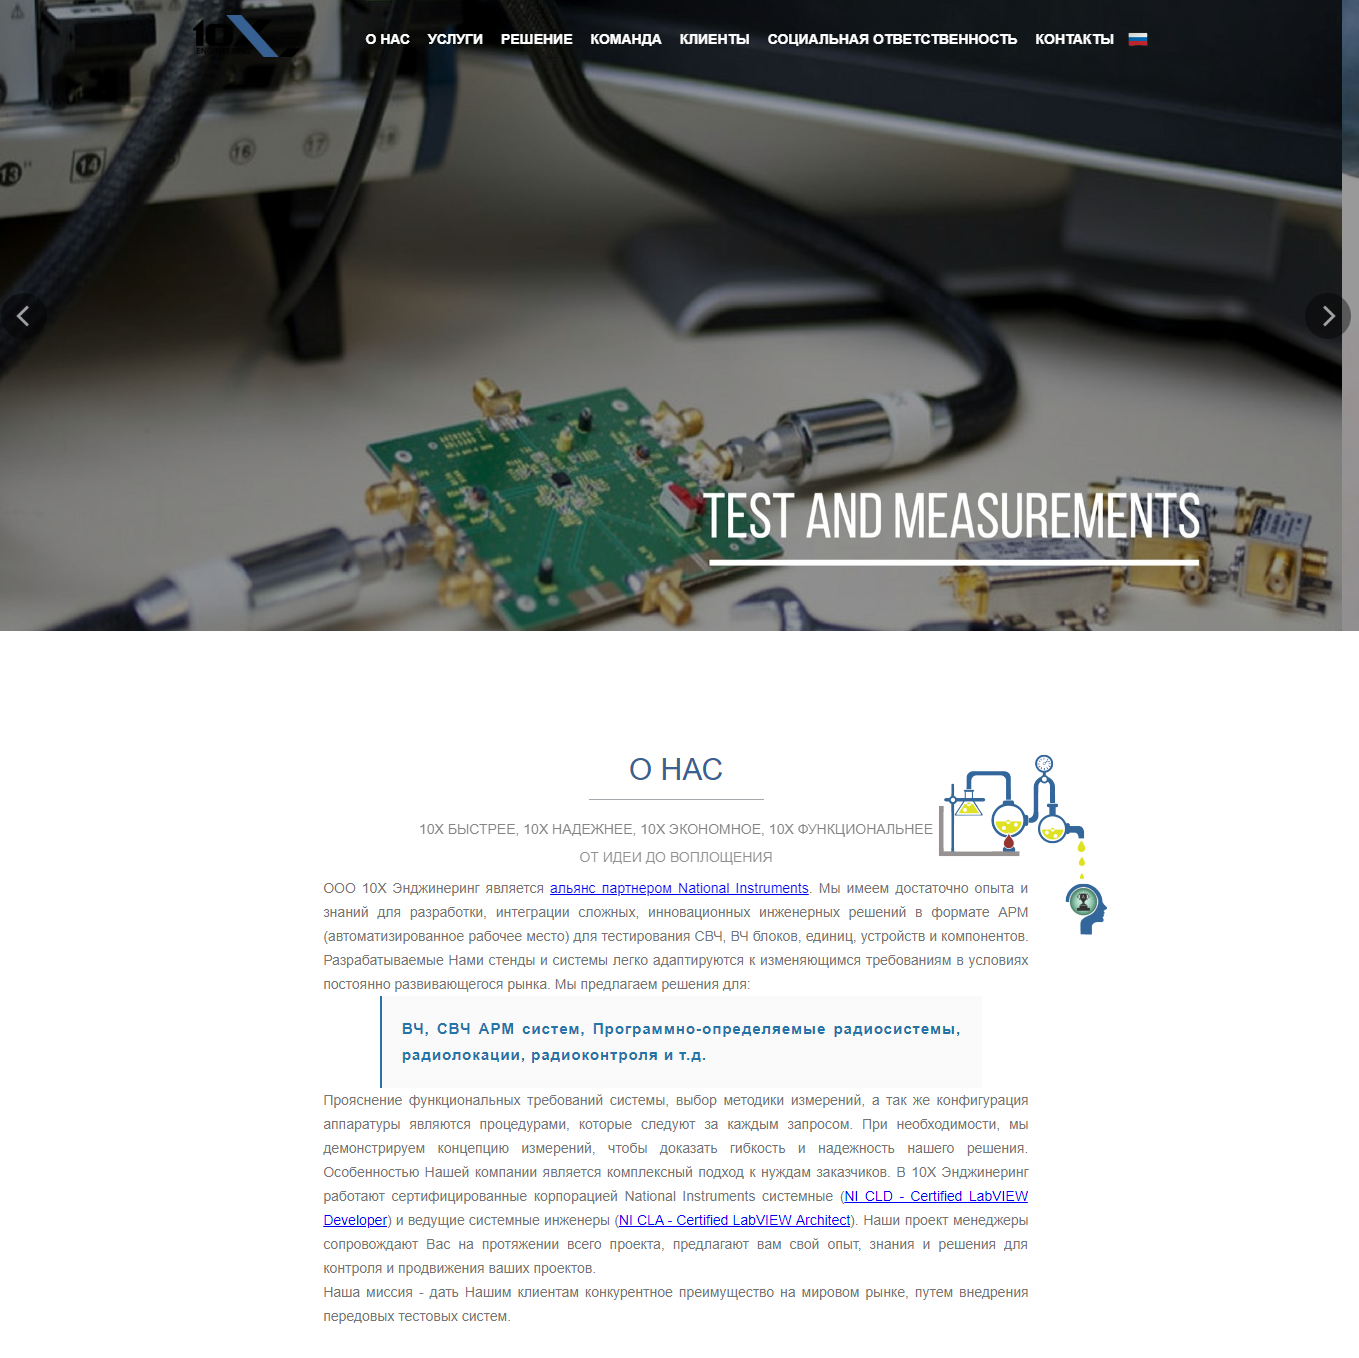 10X
О НАС УСЛУГИ РЕШЕНИЕ КОМАНДА КЛИЕНТЫ СОЦИАЛЬНАЯ ОТВЕТСТВЕННОСТЬ КОНТАКТЫ
13 14 16 17 18
TEST AND MEASUREMENTS
О НАС
10X БЫСТРЕЕ, 10X НАДЕЖНЕЕ, 10X ЭКОНОМНОЕ, 10X ФУНКЦИОНАЛЬНЕЕ
ОТ ИДЕИ ДО ВОПЛОЩЕНИЯ
ООО 10X Энджинеринг является альянс партнером National Instruments. Мы имеем достаточно опыта и
знаний для разработки, интеграции сложных, инновационных инженерных решений в формате АРМ
(автоматизированное рабочее место) для тестирования СВЧ, ВЧ блоков, единиц, устройств и компонентов.
Разрабатываемые Нами стенды и системы легко адаптируются к изменяющимся требованиям в условиях
постоянно развивающегося рынка. Мы предлагаем решения для:
ВЧ, СВЧ АРМ систем, Программно-определяемые радиосистемы,
радиолокации, радиоконтроля и т.д.
Прояснение функциональных требований системы, выбор методики измерений, а так же конфигурация
аппаратуры являются процедурами, которые следуют за каждым запросом. При необходимости, мы
демонстрируем концепцию измерений, чтобы доказать гибкость и надежность нашего решения.
Особенностью Нашей компании является комплексный подход к нуждам заказчиков. В 10X Энджинеринг
работают сертифицированные корпорацией National Instruments системные (NI CLD - Certified LabVIEW
Developer) и ведущие системные инженеры (NI CLA - Certified LabVIEW Architect). Наши проект менеджеры
сопровождают Вас на протяжении всего проекта, предлагают вам свой опыт, знания и решения для
контроля и продвижения ваших проектов.
Наша миссия - дать Нашим клиентам конкурентное преимущество на мировом рынке, путем внедрения
передовых тестовых систем.